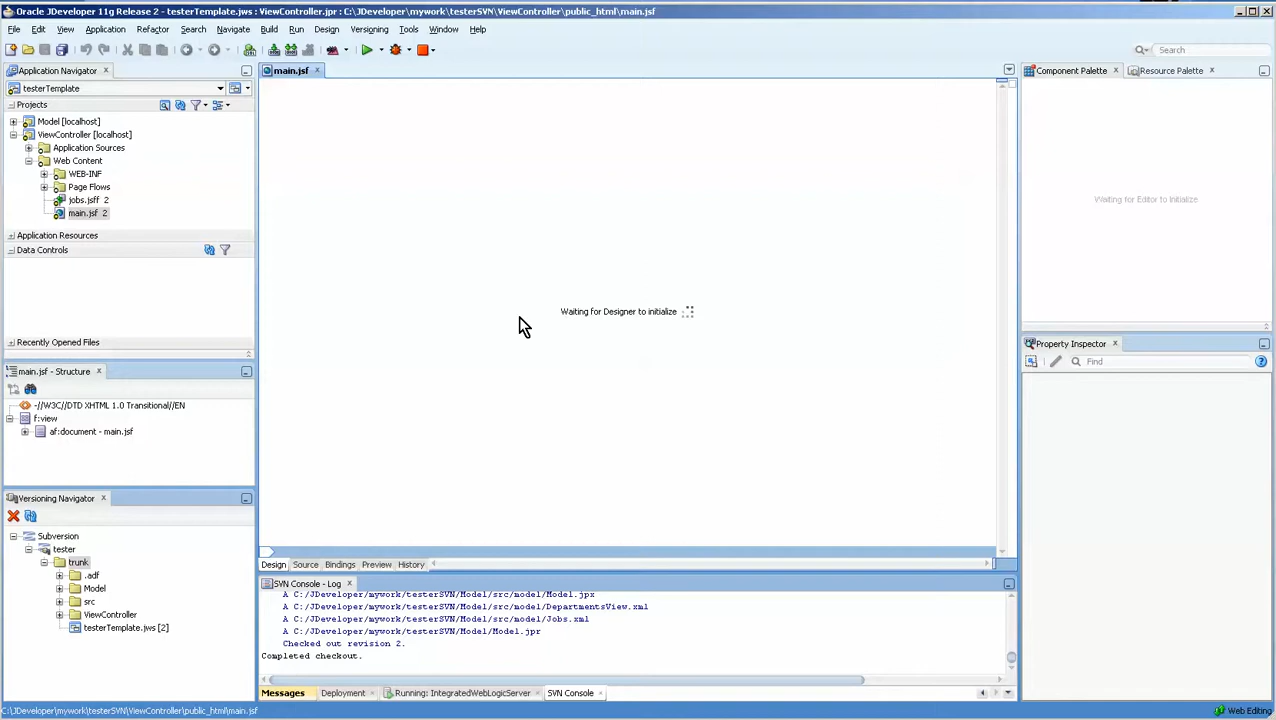 Oracle JDeveloper 11g Release 2 - testerTemplate.jws : ViewController.jpr : C:\JDeveloper\mywork\testerSVN\ViewController\public_html\main.jsf
File Edit View Application Refactor Search Navigate Build Run Design Versioning Tools Window Help
Search
Application Navigator
main.jsf
Component Palette
Resource Palette
testerTemplate
Projects
Model [localhost]
ViewController [localhost]
Application Sources
Web Content
WEB-INF
Page Flows
jobs.jsff 2
main.jsf 2
Waiting for Editor to Initialize
Application Resources
Data Controls
Waiting for Designer to initialize
Recently Opened Files
Property Inspector
Find
main.jsf - Structure
-//W3C//DTD XHTML 1.0 Transitional//EN
f:view
af:document - main.jsf
Versioning Navigator
Subversion
tester
trunk
.adf
Model
src
ViewController
testerTemplate.jws [2]
Design Source Bindings Preview History
SVN Console - Log
A C:/JDeveloper/mywork/testerSVN/Model/src/model/Model.jpx
A C:/JDeveloper/mywork/testerSVN/Model/src/model/DepartmentsView.xml
A C:/JDeveloper/mywork/testerSVN/Model/src/model/Jobs.xml
A C:/JDeveloper/mywork/testerSVN/Model/Model.jpr
Checked out revision 2.
Completed checkout.
Messages Deployment Running: IntegratedWebLogicServer SVN Console
C:\JDeveloper\mywork\testerSVN\ViewController\public_html\main.jsf
Web Editing